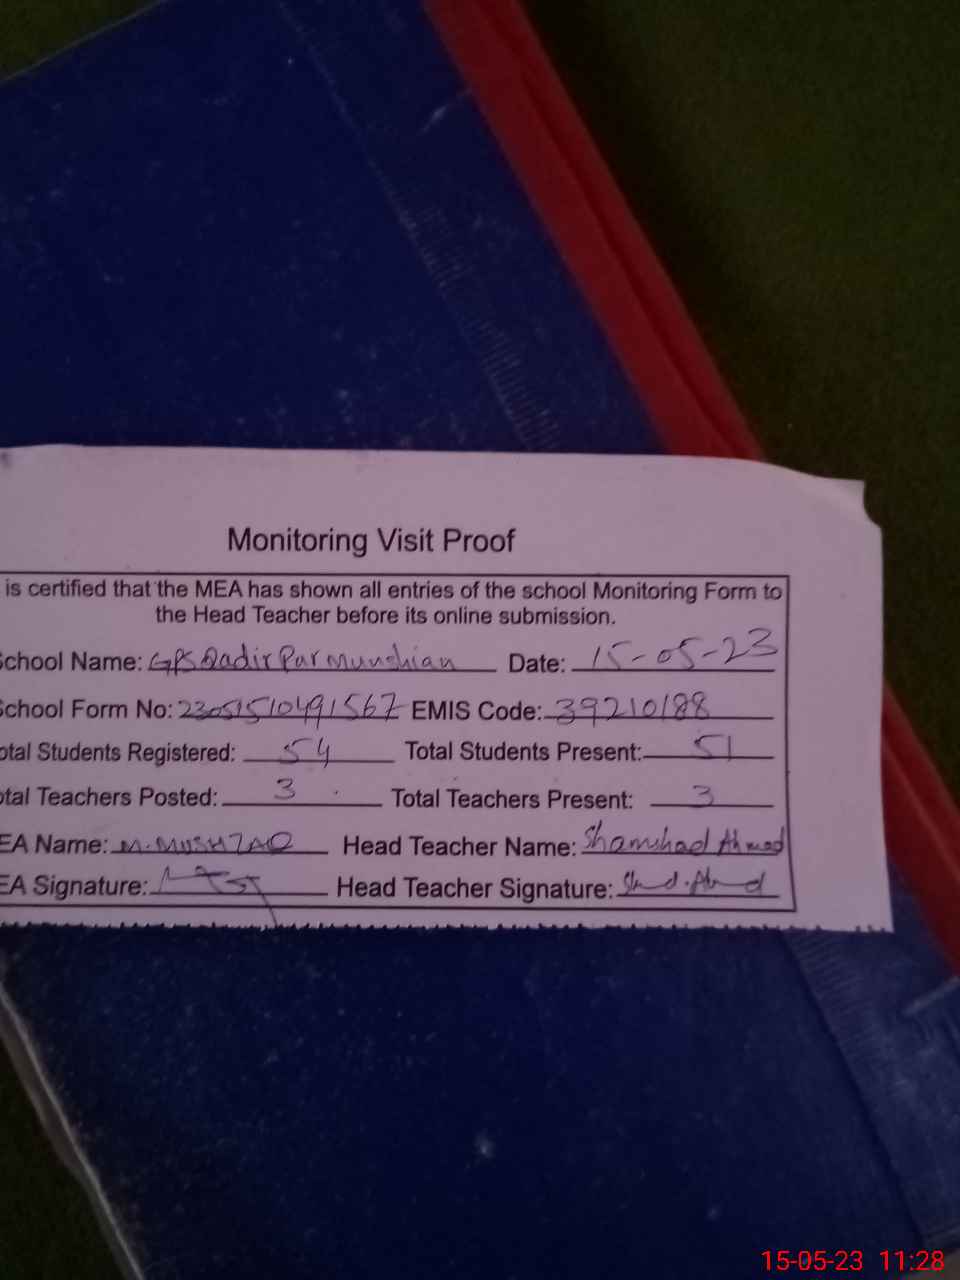 Monitoring Visit Proof
is certified that the MEA has shown all entries of the school Monitoring Form to
the Head Teacher before its online submission.
School Name: GPS Qadir Pur Munshian Date: 15-05-23
School Form No: 23051510491567 EMIS Code: 39210188
otal Students Registered: 54 Total Students Present: 51
otal Teachers Posted: 3 Total Teachers Present: 3
EA Name: M. MUSHTAQ Head Teacher Name: Shamshad Ahmad
EA Signature: Head Teacher Signature:
15-05-23 11:28